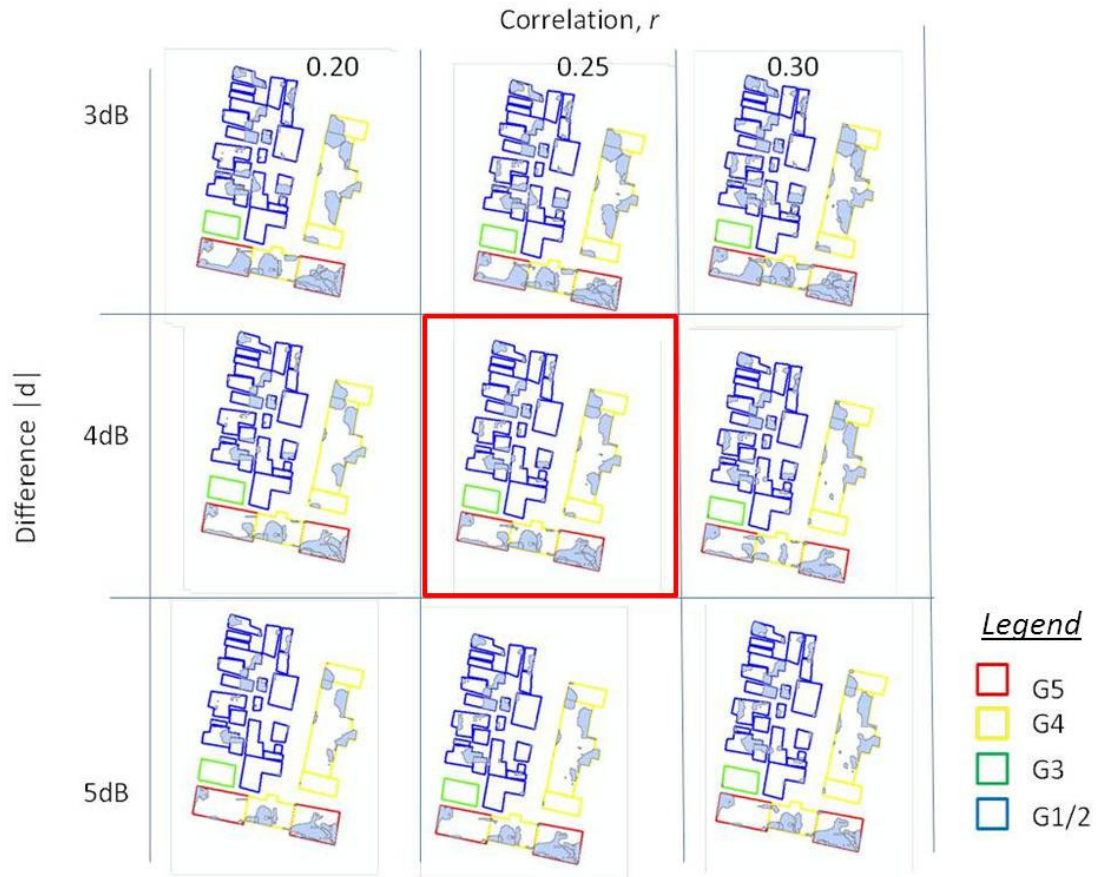 Correlation, r
0.20 0.25 0.30
3dB
Difference |d|
4dB
5dB
Legend
G5
G4
G3
G1/2